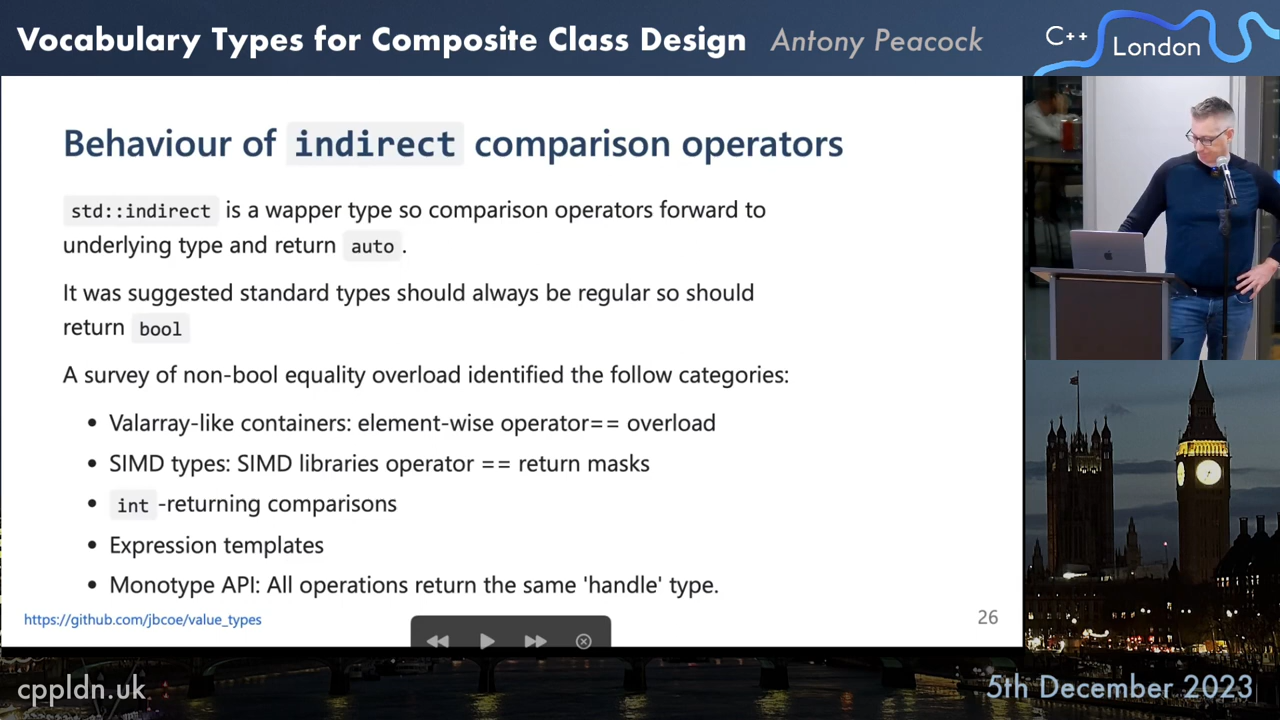 Vocabulary Types for Composite Class Design Antony Peacock
C++ London
Behaviour of indirect comparison operators
std::indirect is a wapper type so comparison operators forward to
underlying type and return auto .
It was suggested standard types should always be regular so should
return bool
A survey of non-bool equality overload identified the follow categories:
• Valarray-like containers: element-wise operator== overload
• SIMD types: SIMD libraries operator == return masks
• int -returning comparisons
• Expression templates
• Monotype API: All operations return the same 'handle' type.
https://github.com/jbcoe/value_types
26
cppldn.uk
5th December 2023